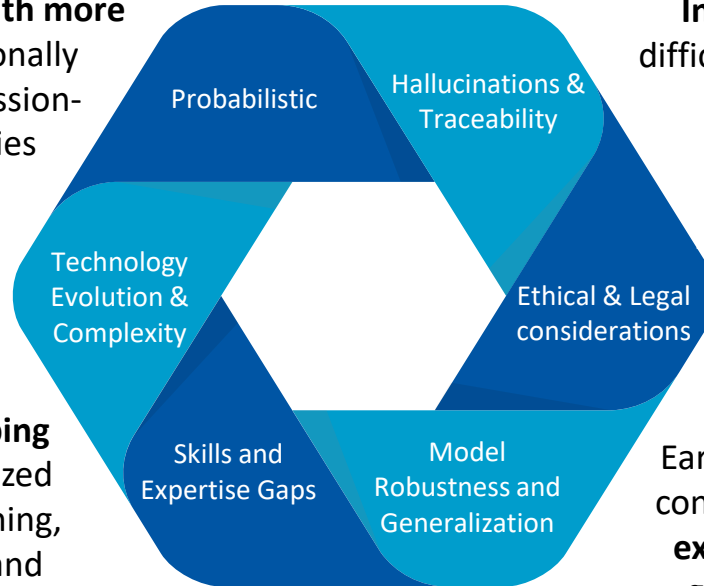 th more
onally
ssion-
ies
In
diffic
Probabilistic
Hallucinations &
Traceability
Technology
Evolution &
Complexity
Ethical & Legal
considerations
ping
zed
ning,
and
Skills and
Expertise Gaps
Model
Robustness and
Generalization
Ear
con
ex